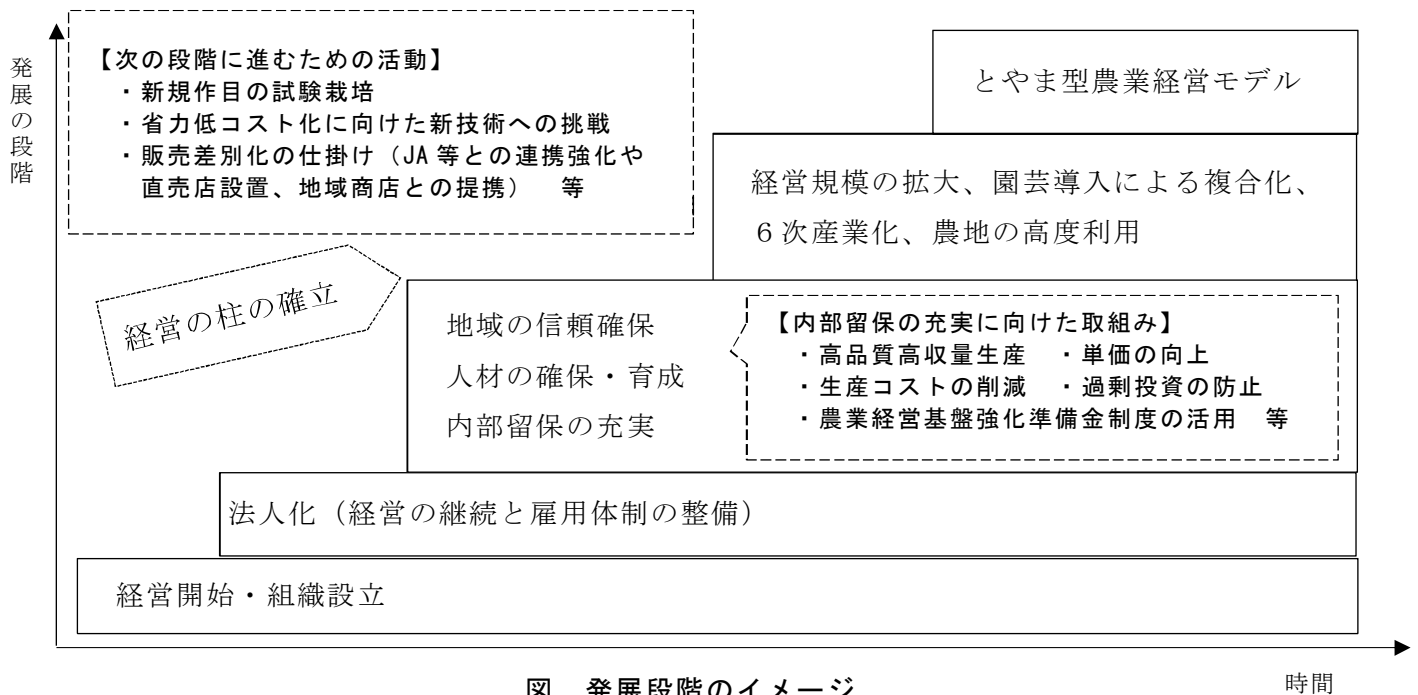 発展の段階
【次の段階に進むための活動】
・新規作目の試験栽培
・省力低コスト化に向けた新技術への挑戦
・販売差別化の仕掛け（JA 等との連携強化や
直売店設置、地域商店との提携）　等
とやま型農業経営モデル
経営規模の拡大、園芸導入による複合化、
６次産業化、農地の高度利用
経営の柱の確立
地域の信頼確保
人材の確保・育成
内部留保の充実
【内部留保の充実に向けた取組み】
・高品質高収量生産　・単価の向上
・生産コストの削減　・過剰投資の防止
・農業経営基盤強化準備金制度の活用　等
法人化（経営の継続と雇用体制の整備）
経営開始・組織設立
図　発展段階のイメージ
時間